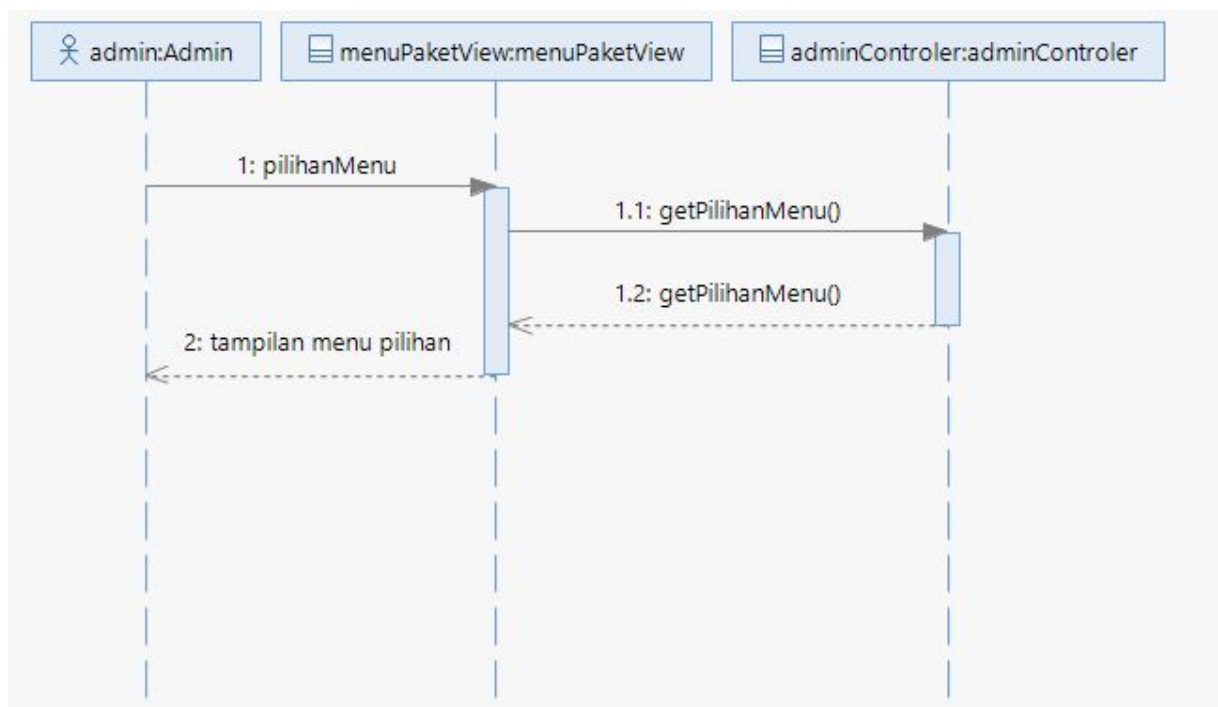 admin:Admin
menuPaketView:menuPaketView
adminControler:adminControler
1: pilihanMenu
1.1: getPilihanMenu()
1.2: getPilihanMenu()
2: tampilan menu pilihan